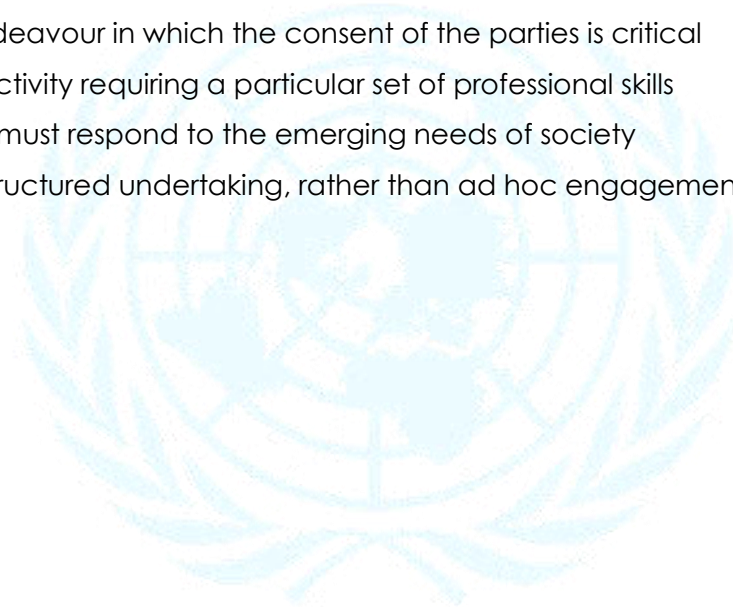 deavour in which the consent of the parties is critical
ctivity requiring a particular set of professional skills
must respond to the emerging needs of society
ructured undertaking, rather than ad hoc engagemen